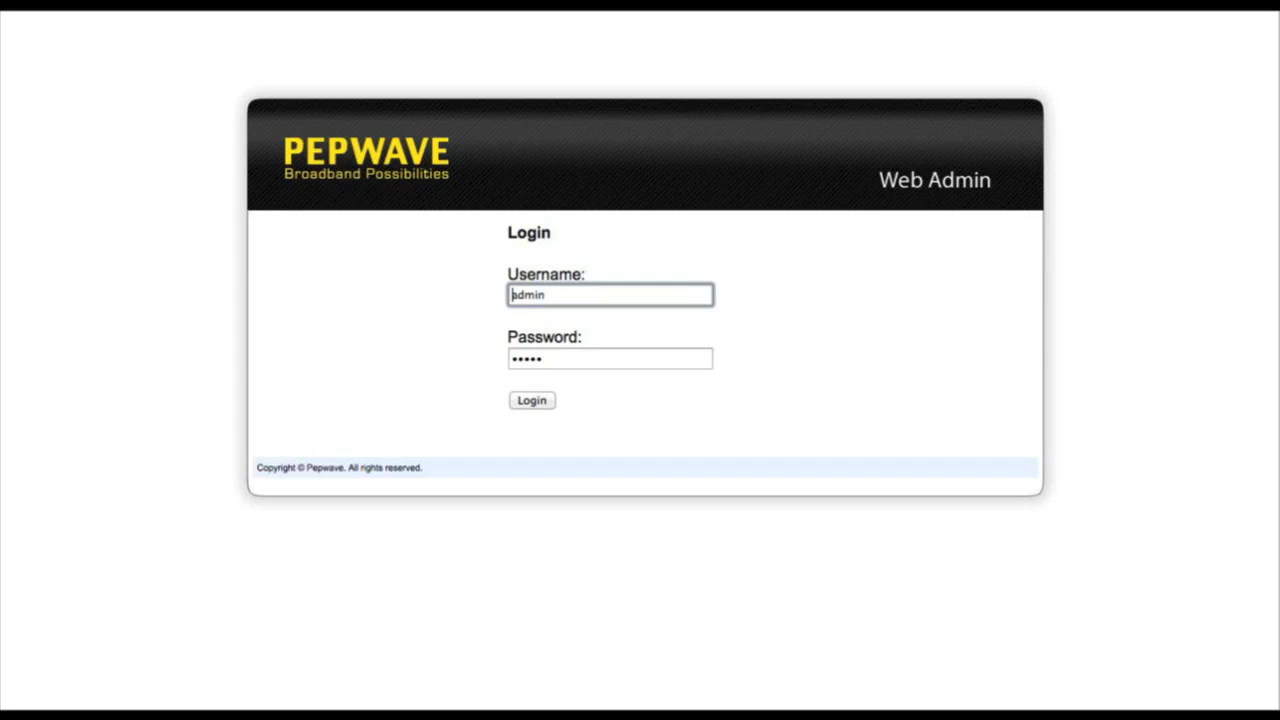 PEPWAVE
Broadband Possibilities
Web Admin
Login
Username:
admin
Password:
•••••
Login
Copyright © Pepwave. All rights reserved.